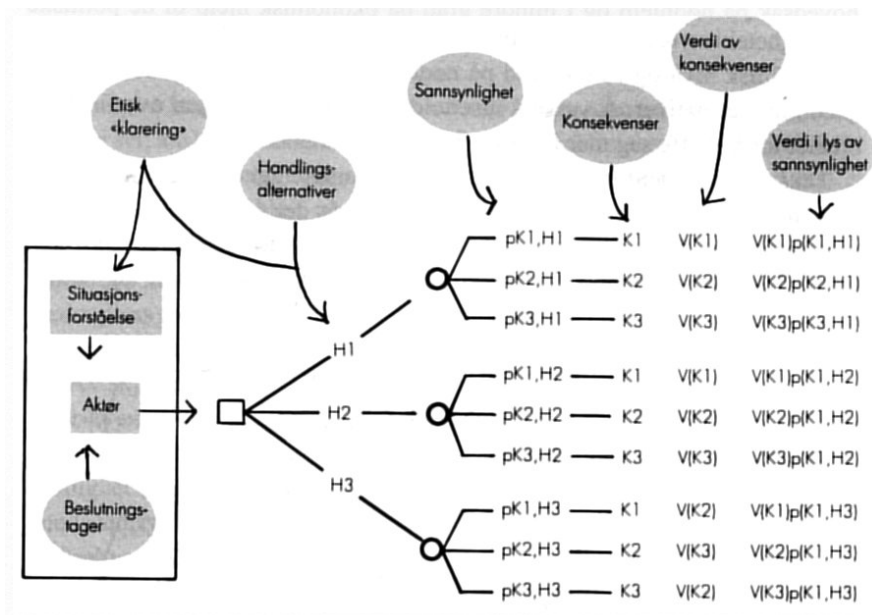 Etisk
«klarering»
Handlings-
alternativer
Sannsynlighet
Konsekvenser
Verdi av
konsekvenser
Verdi i lys av
sannsynlighet
Situasjons-
forståelse
Aktør
Beslutnings-
tager
H1
H2
H3
pK1,H1 K1 V(K1) V(K1)p(K1,H1)
pK2,H1 K2 V(K2) V(K2)p(K2,H1)
pK3,H1 K3 V(K3) V(K3)p(K3,H1)
pK1,H2 K1 V(K1) V(K1)p(K1,H2)
pK2,H2 K2 V(K2) V(K2)p(K1,H2)
pK3,H2 K3 V(K3) V(K3)p(K1,H2)
pK1,H3 K1 V(K2) V(K1)p(K1,H3)
pK2,H3 K2 V(K3) V(K2)p(K1,H3)
pK3,H3 K3 V(K2) V(K3)p(K1,H3)